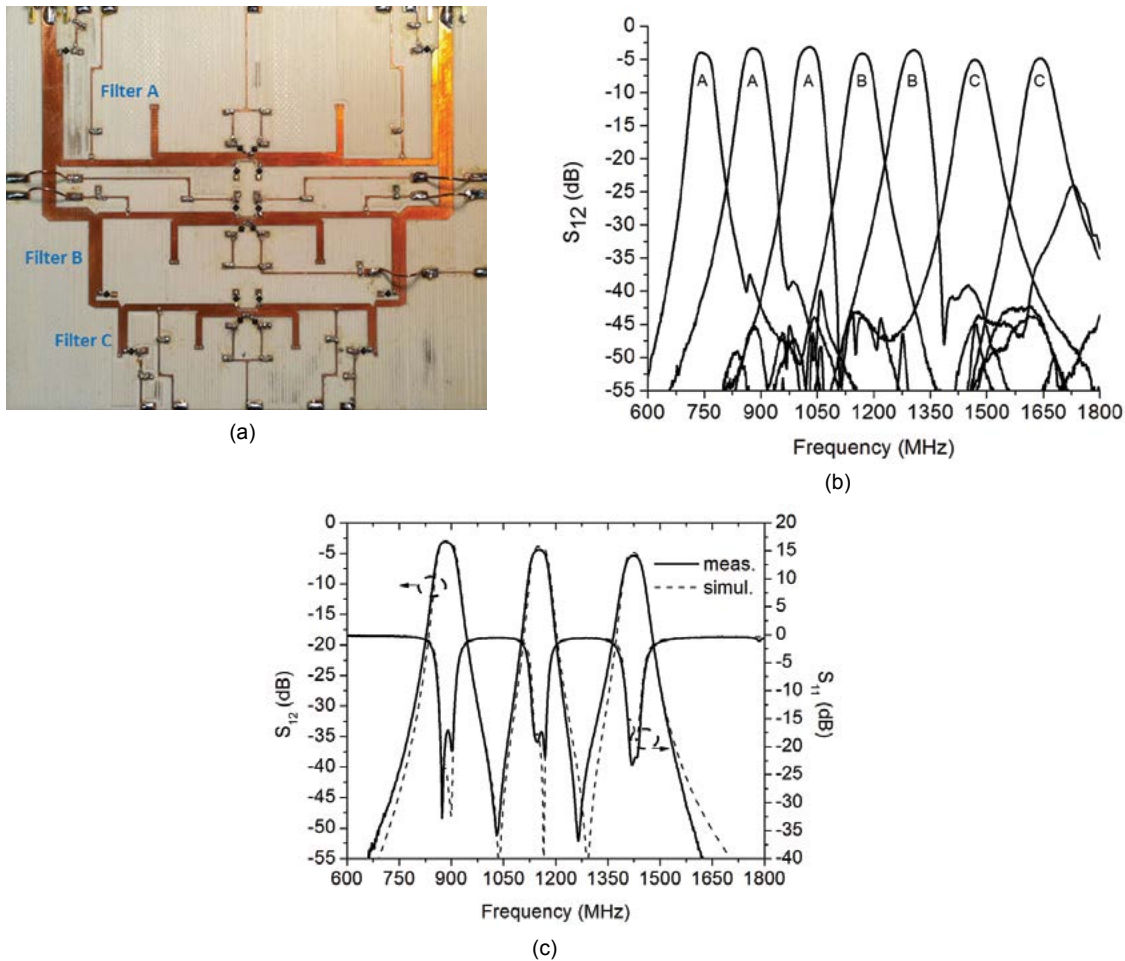 Filter A
Filter B
Filter C
(a)
0
-5
-10
-15
-20
-25
-30
-35
-40
-45
-50
-55
S12 (dB)
A A A B B C C
600 750 900 1050 1200 1350 1500 1650 1800
Frequency (MHz)
(b)
0
-5
-10
-15
-20
-25
-30
-35
-40
-45
-50
-55
S12 (dB)
meas.
simul.
20
15
10
5
0
-5
-10
-15
-20
-25
-30
-35
-40
S11 (dB)
600 750 900 1050 1200 1350 1500 1650 1800
Frequency (MHz)
(c)